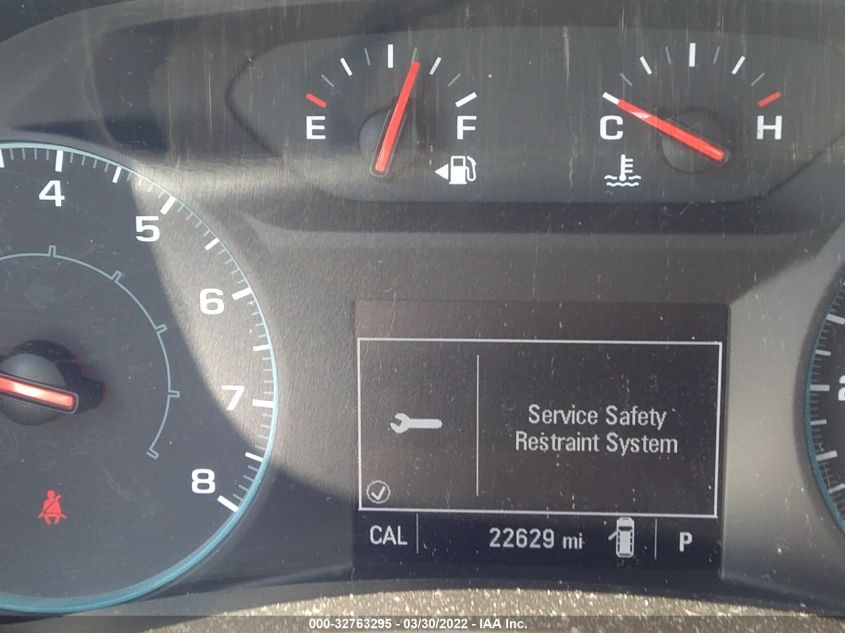 E F
C H
4
5
6
7
8
2
Service Safety
Restraint System
CAL 22629 mi P
000-32763295 - 03/30/2022 - IAA Inc.